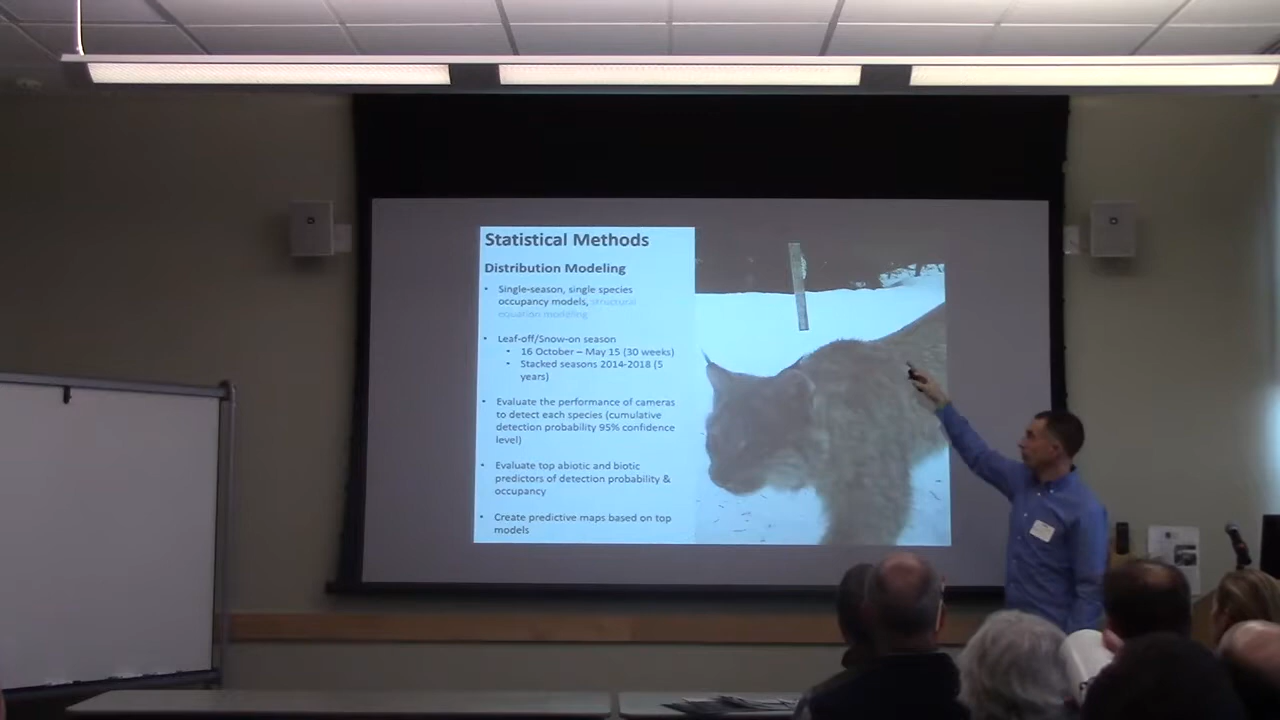 Statistical Methods
Distribution Modeling
• Single-season, single species
occupancy models, structural
equation modeling
• Leaf-off/Snow-on season
• 16 October – May 15 (30 weeks)
• Stacked seasons 2014-2018 (5
years)
• Evaluate the performance of cameras
to detect each species (cumulative
detection probability 95% confidence
level)
• Evaluate top abiotic and biotic
predictors of detection probability &
occupancy
• Create predictive maps based on top
models